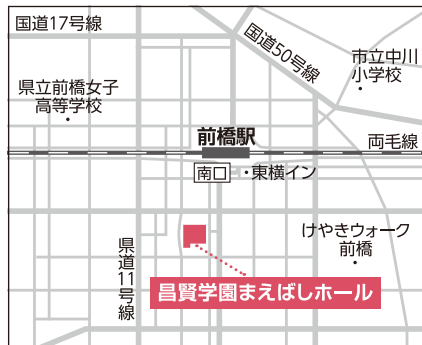 国道17号線
国道50号線
市立中川
小学校
県立前橋女子
高等学校
前橋駅
両毛線
南口
東横イン
けやきウォーク
前橋
県道11号線
昌賢学園まえばしホール